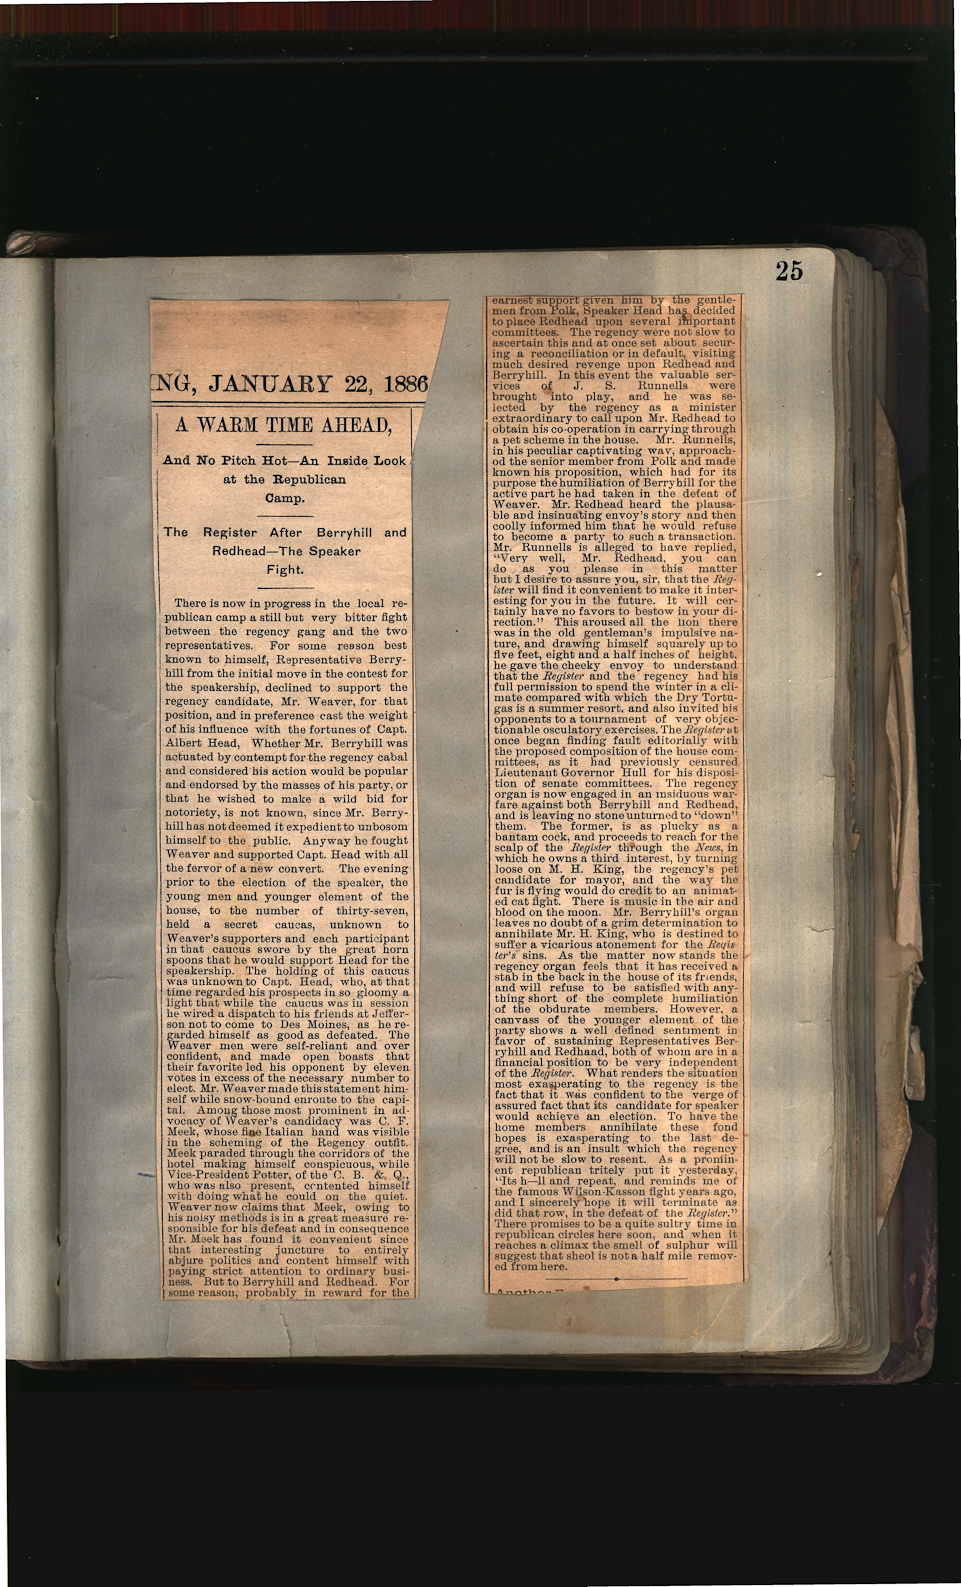 25
NG, JANUARY 22, 1886
A WARM TIME AHEAD,
And No Pitch Hot—An Inside Look
at the Republican
Camp.
The Register After Berryhill and
Redhead—The Speaker
Fight.
There is now in progress in the local re-
publican camp a still but very bitter fight
between the regency gang and the two
representatives. For some reason best
known to himself, Representative Berry-
hill from the initial move in the contest for
the speakership, declined to support the
regency candidate, Mr. Weaver, for that
position, and in preference cast the weight
of his influence with the fortunes of Capt.
Albert Head, Whether Mr. Berryhill was
actuated by contempt for the regency cabal
and considered his action would be popular
and endorsed by the masses of his party, or
that he wished to make a wild bid for
notoriety, is not known, since Mr. Berry-
hill has not deemed it expedient to unbosom
himself to the public. Anyway he fought
Weaver and supported Capt. Head with all
the fervor of a new convert. The evening
prior to the election of the speaker, the
young men and younger element of the
house, to the number of thirty-seven,
held a secret caucas, unknown to
Weaver's supporters and each participant
in that caucus swore by the great horn
spoons that he would support Head for the
speakership. The holding of this caucus
was unknown to Capt. Head, who, at that
time regarded his prospects in so gloomy a
light that while the caucus was in session
he wired a dispatch to his friends at Jeffer-
son not to come to Des Moines, as he re-
garded himself as good as defeated. The
Weaver men were self-reliant and over
confident, and made open boasts that
their favorite led his opponent by eleven
votes in excess of the necessary number to
elect. Mr. Weaver made this statement him-
self while snow-bound enroute to the capi-
tal. Among those most prominent in ad-
vocacy of Weaver's candidacy was C. F.
Meek, whose fine Italian hand was visible
in the scheming of the Regency outfit.
Meek paraded through the corridors of the
hotel making himself conspicuous, while
Vice-President Potter, of the C. B. & Q.,
who was also present, contented himself
with doing what he could on the quiet.
Weaver now claims that Meek, owing to
his noisy methods is in a great measure re-
sponsible for his defeat and in consequence
Mr. Meek has found it convenient since
that interesting juncture to entirely
abjure politics and content himself with
paying strict attention to ordinary busi-
ness. But to Berryhill and Redhead. For
some reason, probably in reward for the
earnest support given him by the gentle-
men from Polk, Speaker Head has decided
to place Redhead upon several important
committees. The regency were not slow to
ascertain this and at once set about secur-
ing a reconciliation or in default, visiting
much desired revenge upon Redhead and
Berryhill. In this event the valuable ser-
vices of J. S. Runnells were
brought into play, and he was se-
lected by the regency as a minister
extraordinary to call upon Mr. Redhead to
obtain his co-operation in carrying through
a pet scheme in the house. Mr. Runnells,
in his peculiar captivating way, approach-
od the senior member from Polk and made
known his proposition, which had for its
purpose the humiliation of Berryhill for the
active part he had taken in the defeat of
Weaver. Mr. Redhead heard the plausa-
ble and insinuating envoy's story and then
coolly informed him that he would refuse
to become a party to such a transaction.
Mr. Runnells is alleged to have replied,
"Very well, Mr. Redhead, you can
do as you please in this matter
but I desire to assure you, sir, that the Reg-
ister will find it convenient to make it inter-
esting for you in the future. It will cer-
tainly have no favors to bestow in your di-
rection." This aroused all the lion there
was in the old gentleman's impulsive na-
ture, and drawing himself squarely up to
five feet, eight and a half inches of height,
he gave the cheeky envoy to understand
that the Register and the regency had his
full permission to spend the winter in a cli-
mate compared with which the Dry Tortu-
gas is a summer resort, and also invited his
opponents to a tournament of very objec-
tionable osculatory exercises. The Register at
once began finding fault editorially with
the proposed composition of the house com-
mittees, as it had previously censured
Lieutenant Governor Hull for his disposi-
tion of senate committees. The regency
organ is now engaged in an insiduous war-
fare against both Berryhill and Redhead,
and is leaving no stone unturned to "down"
them. The former, is as plucky as a
bantam cock, and proceeds to reach for the
scalp of the Register through the News, in
which he owns a third interest, by turning
loose on M. H. King, the regency's pet
candidate for mayor, and the way the
fur is flying would do credit to an animat-
ed cat fight. There is music in the air and
blood on the moon. Mr. Berryhill's organ
leaves no doubt of a grim determination to
annihilate Mr. H. King, who is destined to
suffer a vicarious atonement for the Regis
ter's sins. As the matter now stands the
regency organ feels that it has received a
stab in the back in the house of its friends,
and will refuse to be satisfied with any-
thing short of the complete humiliation
of the obdurate members. However, a
canvass of the younger element of the
party shows a well defined sentiment in
favor of sustaining Representatives Ber-
ryhill and Redhaad, both of whom are in a
financial position to be very independent
of the Register. What renders the situation
most exasperating to the regency is the
fact that it was confident to the verge of
assured fact that its candidate for speaker
would achieve an election. To have the
home members annihilate these fond
hopes is exasperating to the last de-
gree, and is an insult which the regency
will not be slow to resent. As a promin-
ent republican tritely put it yesterday,
"Its h—ll and repeat, and reminds me of
the famous Wilson-Kasson fight years ago,
and I sincerely hope it will terminate as
did that row, in the defeat of the Register."
There promises to be a quite sultry time in
republican circles here soon, and when it
reaches a climax the smell of sulphur will
suggest that sheol is not a half mile remov-
ed from here.
Another